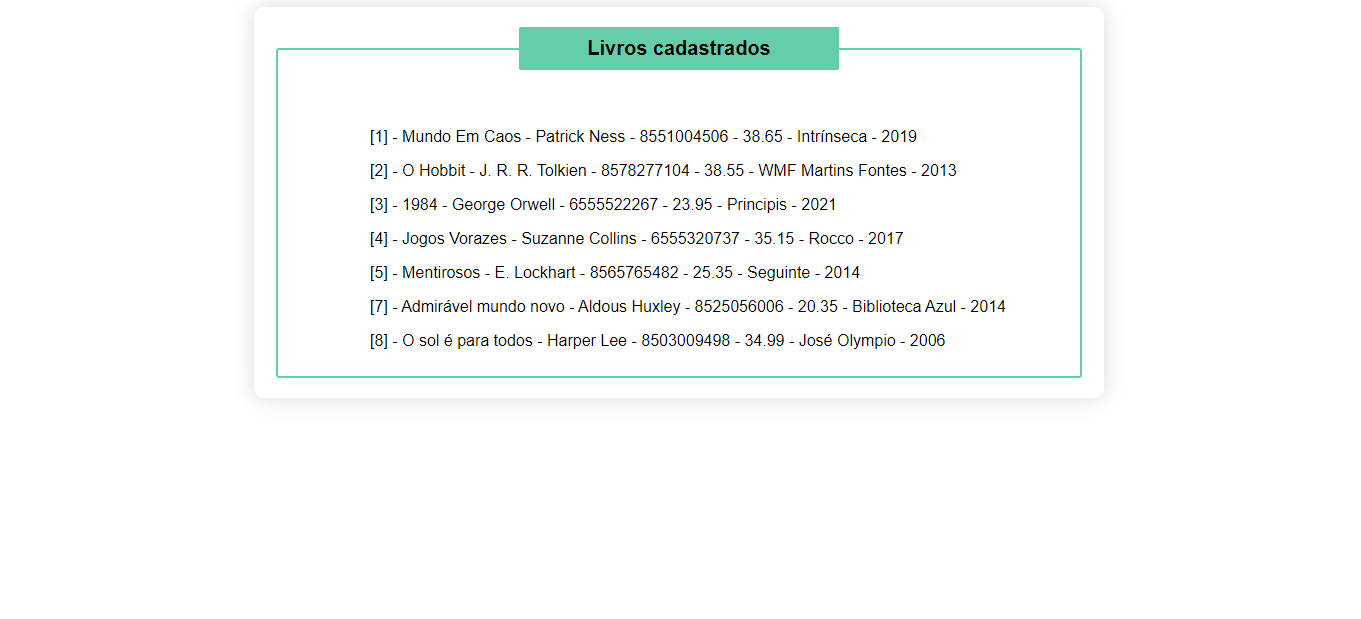 Livros cadastrados
[1] - Mundo Em Caos - Patrick Ness - 8551004506 - 38.65 - Intrínseca - 2019
[2] - O Hobbit - J. R. R. Tolkien - 8578277104 - 38.55 - WMF Martins Fontes - 2013
[3] - 1984 - George Orwell - 6555522267 - 23.95 - Principis - 2021
[4] - Jogos Vorazes - Suzanne Collins - 6555320737 - 35.15 - Rocco - 2017
[5] - Mentirosos - E. Lockhart - 8565765482 - 25.35 - Seguinte - 2014
[7] - Admirável mundo novo - Aldous Huxley - 8525056006 - 20.35 - Biblioteca Azul - 2014
[8] - O sol é para todos - Harper Lee - 8503009498 - 34.99 - José Olympio - 2006